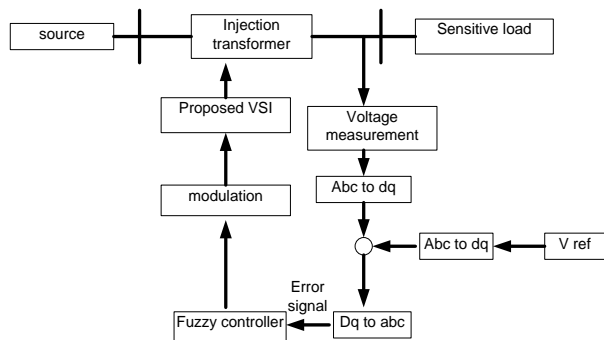 source
Injection
transformer
Sensitive load
Proposed VSI
Voltage
measurement
modulation
Abc to dq
Abc to dq
V ref
Error
signal
Fuzzy controller
Dq to abc